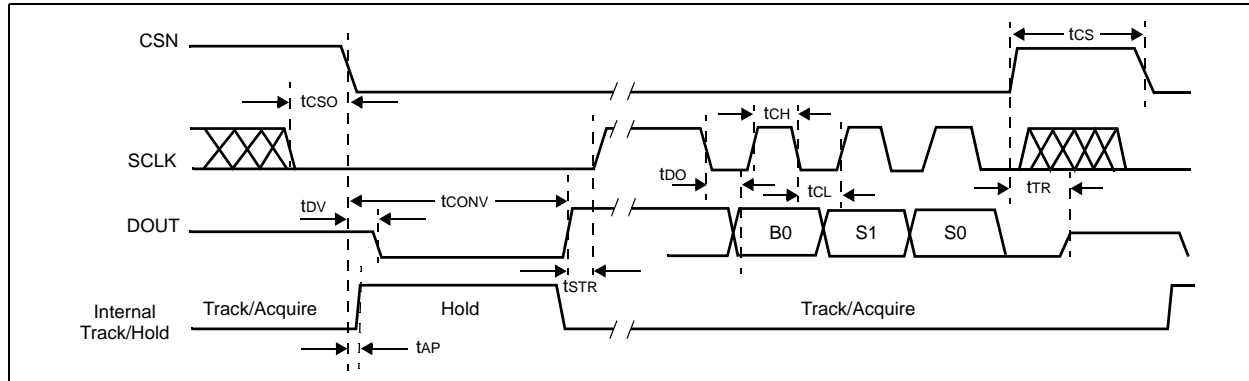 CSN
tCS
tCSO
tCH
SCLK
tDO
tCL
tTR
tDV
tCONV
DOUT
B0
S1
S0
tSTR
Internal
Track/Hold
Track/Acquire
Hold
Track/Acquire
tAP